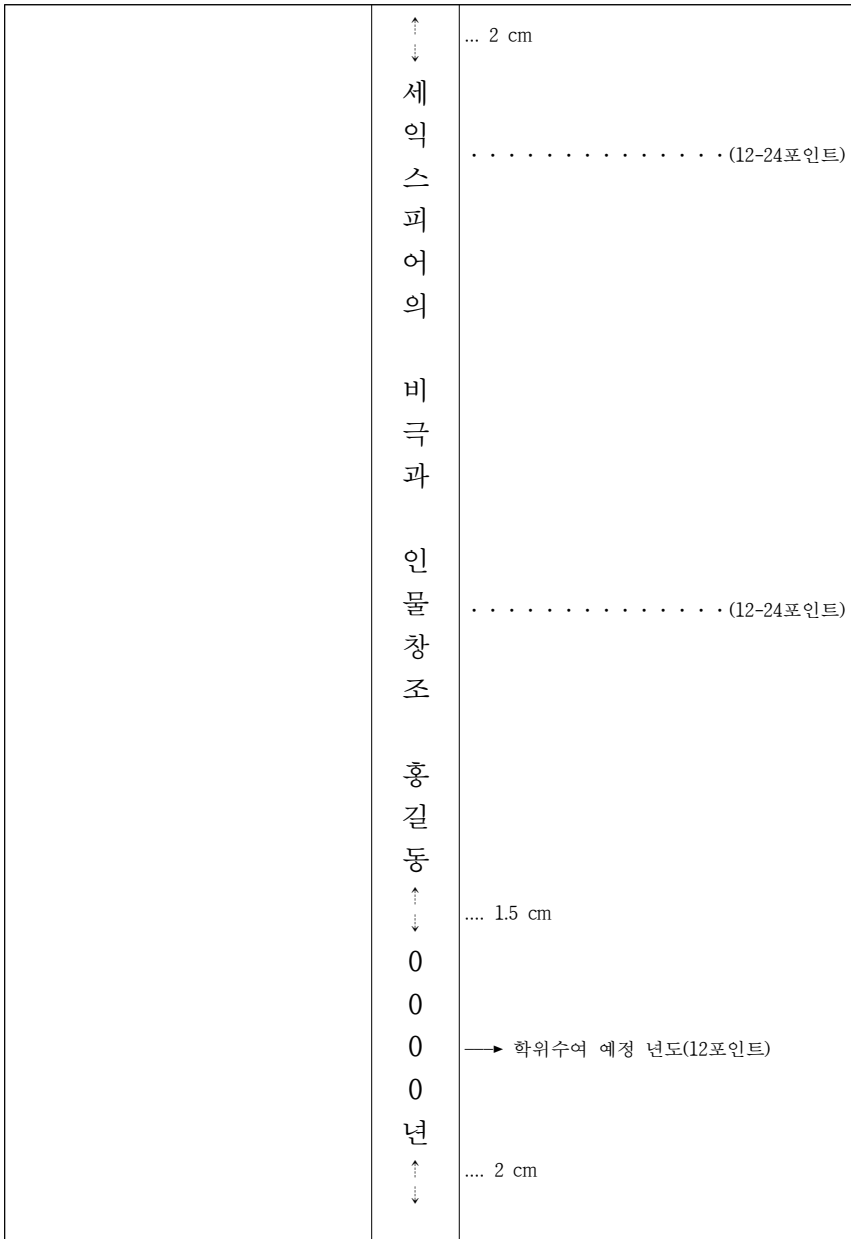 ... 2 cm
세익스피어의 비극과 인물창조 홍길동
· · · · · · · · · · · · · · (12-24포인트)
· · · · · · · · · · · · · · (12-24포인트)
.... 1.5 cm
0000년
→ 학위수여 예정 년도(12포인트)
.... 2 cm